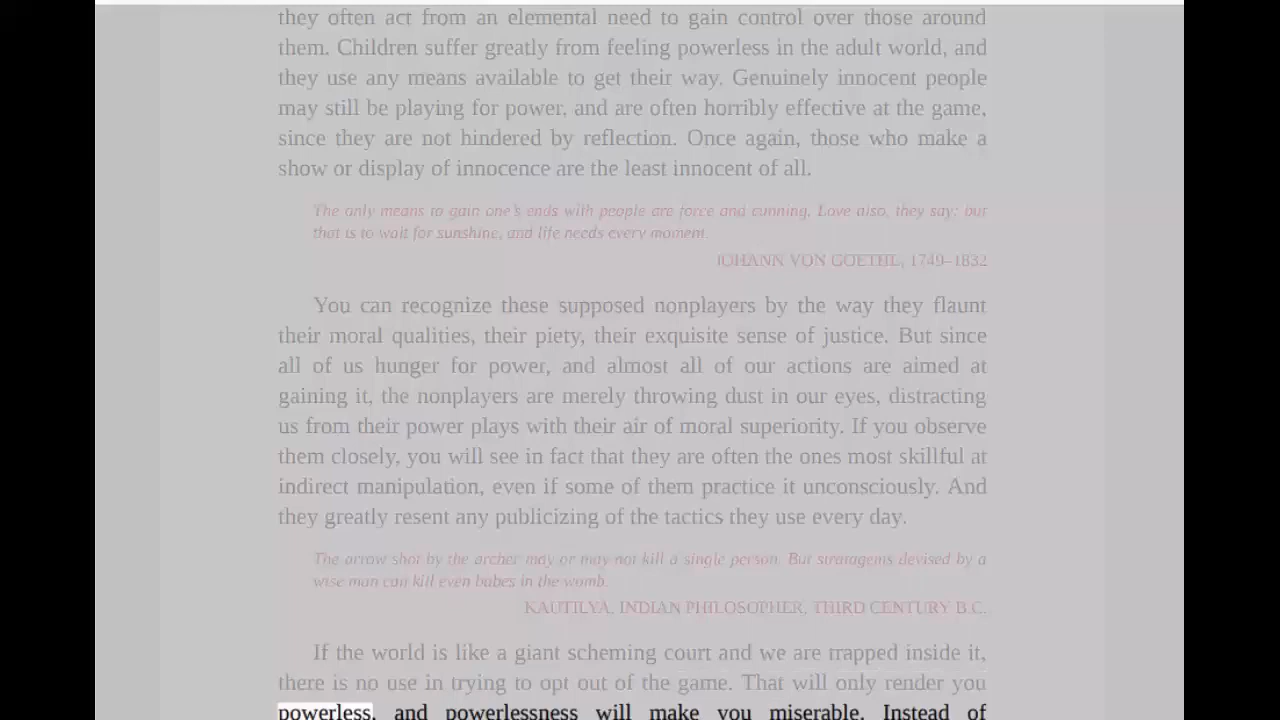 they often act from an elemental need to gain control over those around
them. Children suffer greatly from feeling powerless in the adult world, and
they use any means available to get their way. Genuinely innocent people
may still be playing for power, and are often horribly effective at the game,
since they are not hindered by reflection. Once again, those who make a
show or display of innocence are the least innocent of all.
The only means to gain one's ends with people are force and cunning. Love also, they say; but
that is to wait for sunshine, and life needs every moment.
JOHANN VON GOETHE, 1749–1832
You can recognize these supposed nonplayers by the way they flaunt
their moral qualities, their piety, their exquisite sense of justice. But since
all of us hunger for power, and almost all of our actions are aimed at
gaining it, the nonplayers are merely throwing dust in our eyes, distracting
us from their power plays with their air of moral superiority. If you observe
them closely, you will see in fact that they are often the ones most skillful at
indirect manipulation, even if some of them practice it unconsciously. And
they greatly resent any publicizing of the tactics they use every day.
The arrow shot by the archer may or may not kill a single person. But stratagems devised by a
wise man can kill even babes in the womb.
KAUTILYA, INDIAN PHILOSOPHER, THIRD CENTURY B.C.
If the world is like a giant scheming court and we are trapped inside it,
there is no use in trying to opt out of the game. That will only render you
powerless, and powerlessness will make you miserable. Instead of